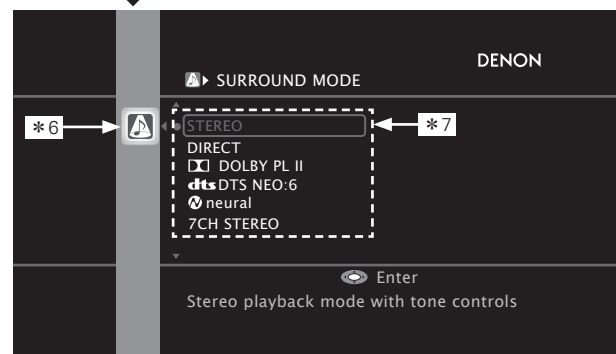 DENON
SURROUND MODE
*6
*7
STEREO
DIRECT
DOLBY PL II
dts DTS NEO:6
neural
7CH STEREO
Enter
Stereo playback mode with tone controls